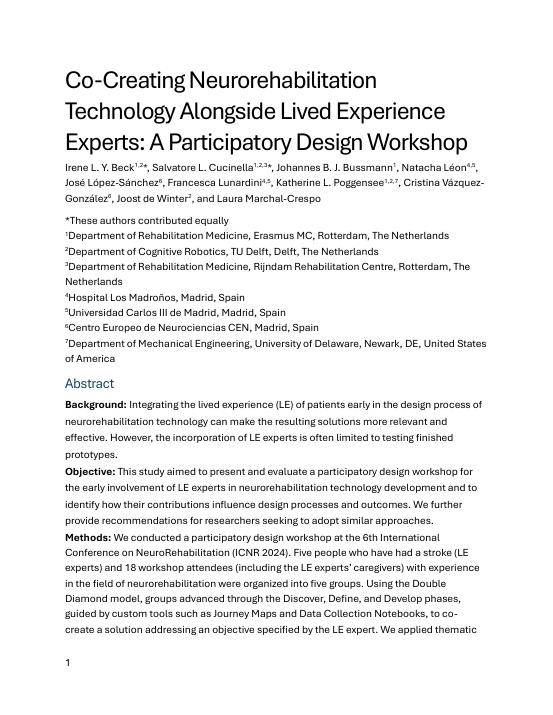 Co-Creating Neurorehabilitation
Technology Alongside Lived Experience
Experts: A Participatory Design Workshop
Irene L. Y. Beck¹,²*, Salvatore L. Cucinella¹,²,³*, Johannes B. J. Bussmann¹, Natacha Léon⁴,⁵,
José López-Sánchez⁶, Francesca Lunardini⁴,⁵, Katherine L. Poggensee¹,²,⁷, Cristina Vázquez-
González⁶, Joost de Winter², and Laura Marchal-Crespo
*These authors contributed equally
¹Department of Rehabilitation Medicine, Erasmus MC, Rotterdam, The Netherlands
²Department of Cognitive Robotics, TU Delft, Delft, The Netherlands
³Department of Rehabilitation Medicine, Rijndam Rehabilitation Centre, Rotterdam, The
Netherlands
⁴Hospital Los Madroños, Madrid, Spain
⁵Universidad Carlos III de Madrid, Madrid, Spain
⁶Centro Europeo de Neurociencias CEN, Madrid, Spain
⁷Department of Mechanical Engineering, University of Delaware, Newark, DE, United States
of America
Abstract
Background: Integrating the lived experience (LE) of patients early in the design process of
neurorehabilitation technology can make the resulting solutions more relevant and
effective. However, the incorporation of LE experts is often limited to testing finished
prototypes.
Objective: This study aimed to present and evaluate a participatory design workshop for
the early involvement of LE experts in neurorehabilitation technology development and to
identify how their contributions influence design processes and outcomes. We further
provide recommendations for researchers seeking to adopt similar approaches.
Methods: We conducted a participatory design workshop at the 6th International
Conference on NeuroRehabilitation (ICNR 2024). Five people who have had a stroke (LE
experts) and 18 workshop attendees (including the LE experts' caregivers) with experience
in the field of neurorehabilitation were organized into five groups. Using the Double
Diamond model, groups advanced through the Discover, Define, and Develop phases,
guided by custom tools such as Journey Maps and Data Collection Notebooks, to co-
create a solution addressing an objective specified by the LE expert. We applied thematic
1